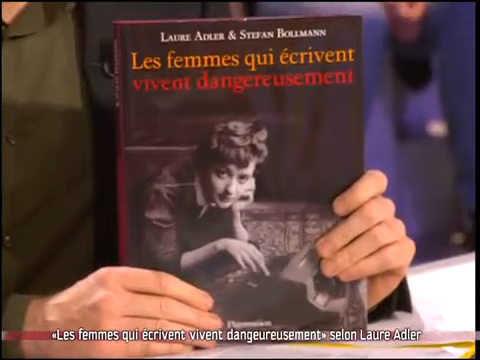 LAURE ADLER & STEFAN BOLLMANN
Les femmes qui écrivent
vivent dangereusement
Flammarion
«Les femmes qui écrivent vivent dangeureusement» selon Laure Adler